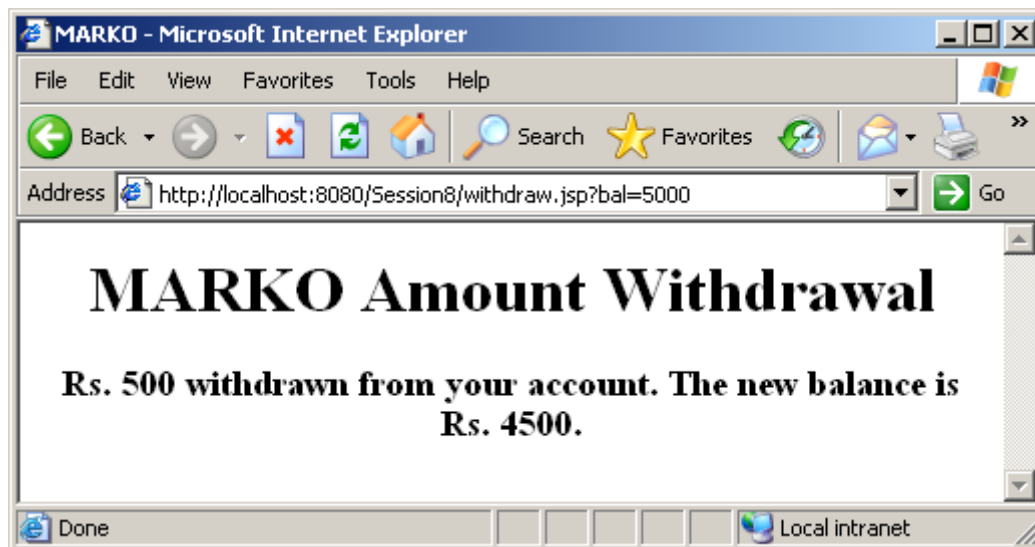 MARKO - Microsoft Internet Explorer
File Edit View Favorites Tools Help
Back Search Favorites »
Address http://localhost:8080/Session8/withdraw.jsp?bal=5000 Go
MARKO Amount Withdrawal
Rs. 500 withdrawn from your account. The new balance is
Rs. 4500.
Done Local intranet